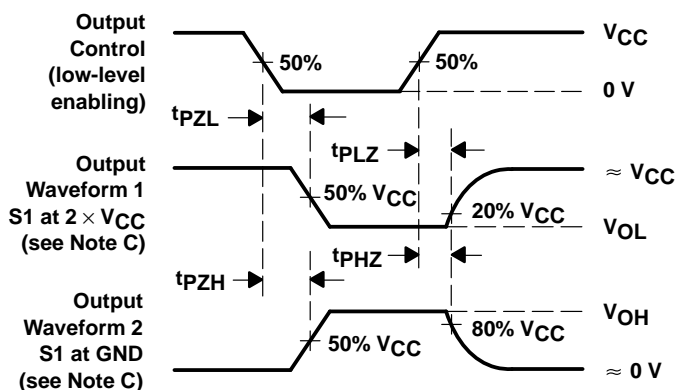 Output
Control
(low-level
enabling)
50%
50%
VCC
0 V
tPZL
tPLZ
Output
Waveform 1
S1 at 2 × VCC
(see Note C)
50% VCC
20% VCC
≈ VCC
VOL
tPZH
tPHZ
Output
Waveform 2
S1 at GND
(see Note C)
50% VCC
80% VCC
VOH
≈ 0 V